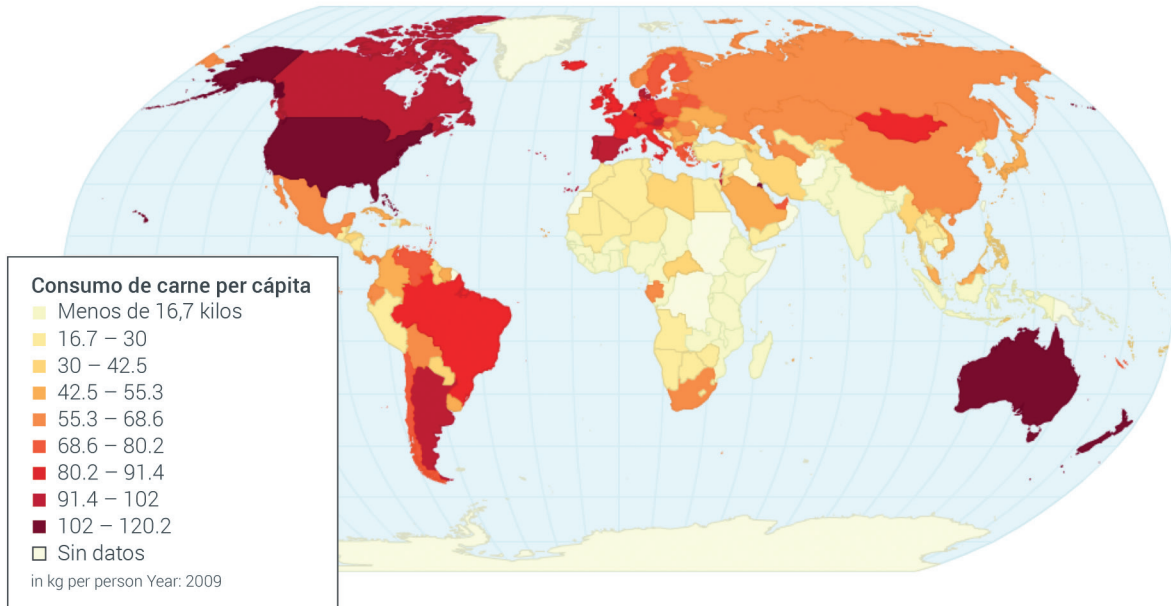 Consumo de carne per cápita
Menos de 16,7 kilos
16.7 – 30
30 – 42.5
42.5 – 55.3
55.3 – 68.6
68.6 – 80.2
80.2 – 91.4
91.4 – 102
102 – 120.2
Sin datos
in kg per person Year: 2009